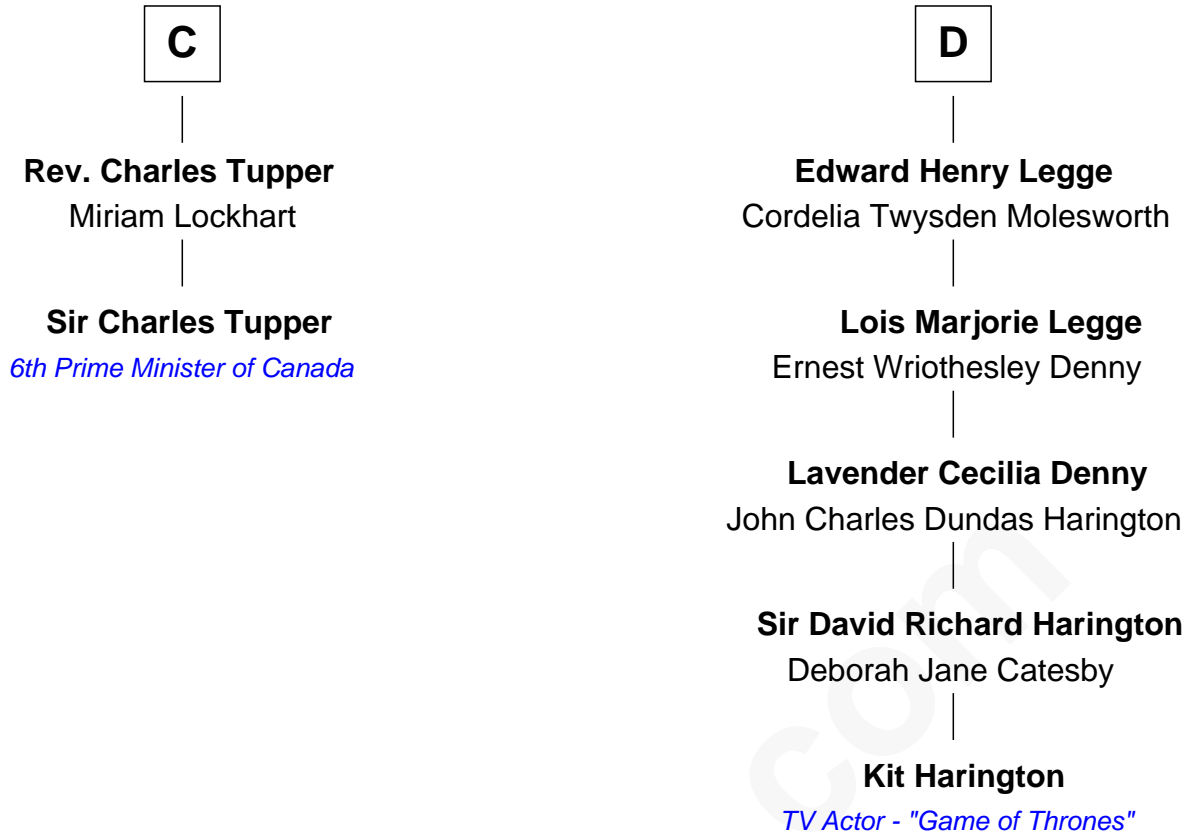 C
Rev. Charles Tupper
Miriam Lockhart
Sir Charles Tupper
6th Prime Minister of Canada
D
Edward Henry Legge
Cordelia Twysden Molesworth
Lois Marjorie Legge
Ernest Wriothesley Denny
Lavender Cecilia Denny
John Charles Dundas Harington
Sir David Richard Harington
Deborah Jane Catesby
Kit Harington
TV Actor - "Game of Thrones"
com